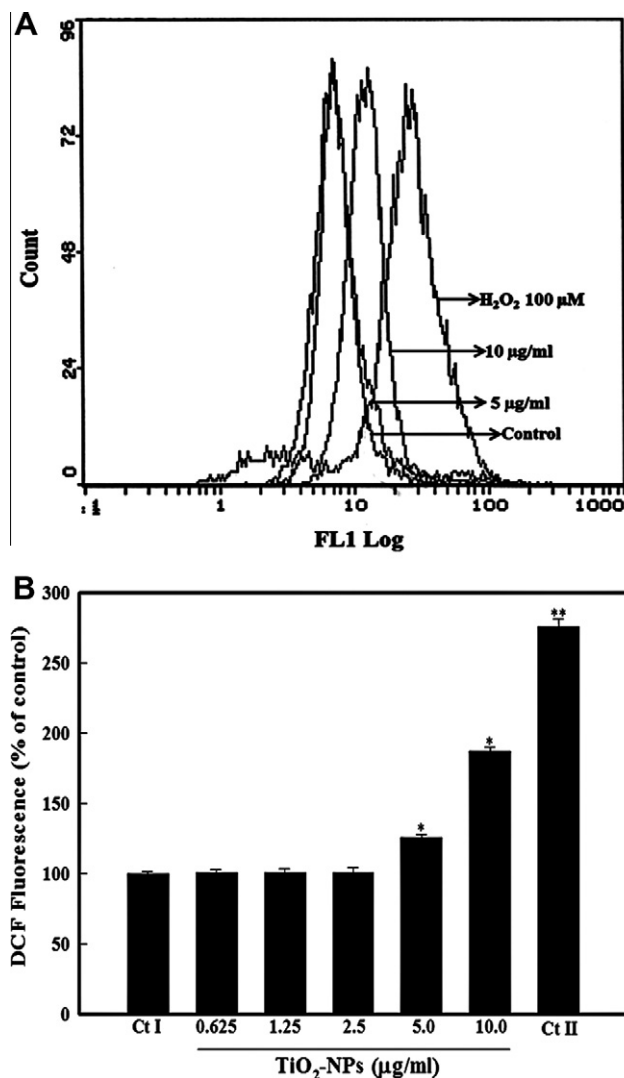 A
96
72
48
24
0
Count
H₂O₂ 100 µM
10 µg/ml
5 µg/ml
Control
.1 1 10 100 1000
FL1 Log
B
300
250
200
150
100
50
0
DCF Fluorescence (% of control)
* * **
Ct I 0.625 1.25 2.5 5.0 10.0 Ct II
TiO₂-NPs (µg/ml)